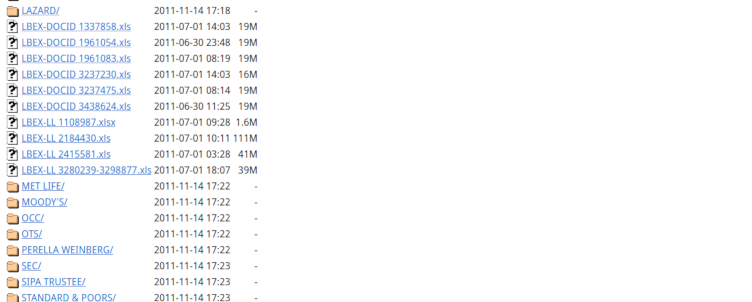 LAZARD/ 2011-11-14 17:18 -
LBEX-DOCID 1337858.xls 2011-07-01 14:03 19M
LBEX-DOCID 1961054.xls 2011-06-30 23:48 19M
LBEX-DOCID 1961083.xls 2011-07-01 08:19 19M
LBEX-DOCID 3237230.xls 2011-07-01 14:03 16M
LBEX-DOCID 3237475.xls 2011-07-01 08:14 19M
LBEX-DOCID 3438624.xls 2011-06-30 11:25 19M
LBEX-LL 1108987.xlsx 2011-07-01 09:28 1.6M
LBEX-LL 2184430.xls 2011-07-01 10:11 111M
LBEX-LL 2415581.xls 2011-07-01 03:28 41M
LBEX-LL 3280239-3298877.xls 2011-07-01 18:07 39M
MET LIFE/ 2011-11-14 17:22 -
MOODY'S/ 2011-11-14 17:22 -
OCC/ 2011-11-14 17:22 -
OTS/ 2011-11-14 17:22 -
PERELLA WEINBERG/ 2011-11-14 17:22 -
SEC/ 2011-11-14 17:23 -
SIPA TRUSTEE/ 2011-11-14 17:23 -
STANDARD & POORS/ 2011-11-14 17:23 -